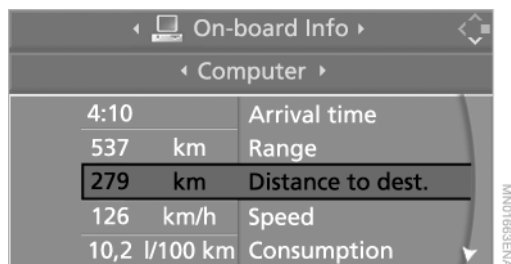 On-board Info
Computer
4:10 Arrival time
537 km Range
279 km Distance to dest.
126 km/h Speed
10,2 l/100 km Consumption
MN01663ENA